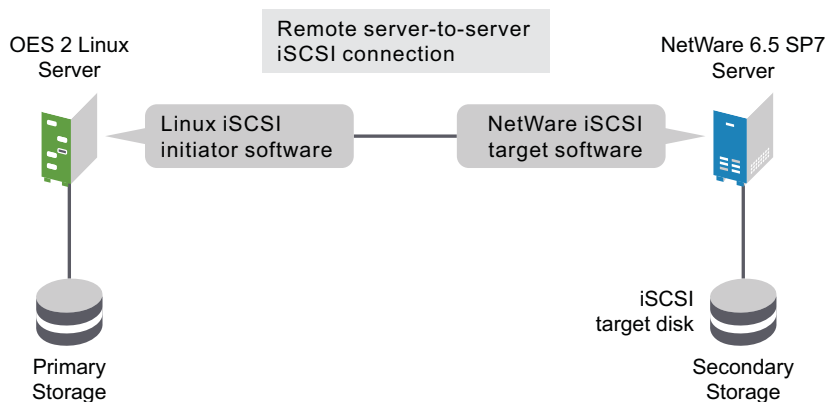 Remote server-to-server
iSCSI connection
OES 2 Linux
Server
NetWare 6.5 SP7
Server
Linux iSCSI
initiator software
NetWare iSCSI
target software
iSCSI
target disk
Primary
Storage
Secondary
Storage